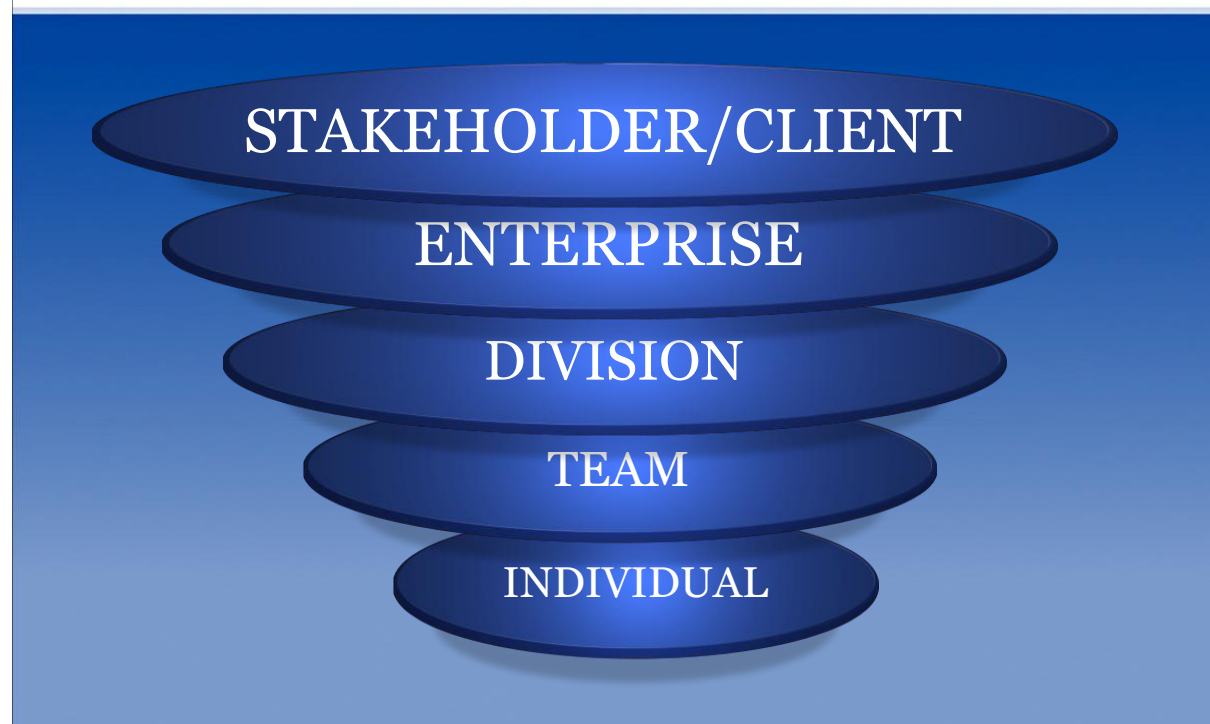 STAKEHOLDER/CLIENT
ENTERPRISE
DIVISION
TEAM
INDIVIDUAL